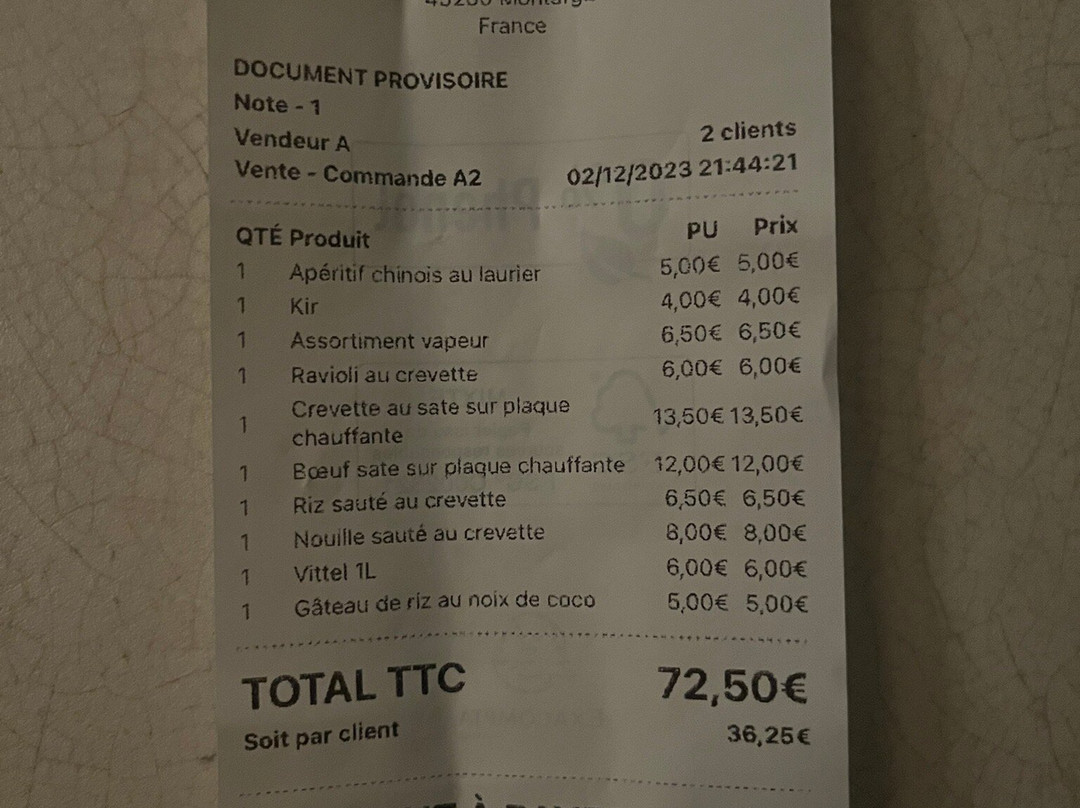 France
DOCUMENT PROVISOIRE
Note - 1
Vendeur A 2 clients
Vente - Commande A2 02/12/2023 21:44:21
QTÉ Produit PU Prix
1 Apéritif chinois au laurier 5,00€ 5,00€
1 Kir 4,00€ 4,00€
1 Assortiment vapeur 6,50€ 6,50€
1 Ravioli au crevette 6,00€ 6,00€
1 Crevette au sate sur plaque 13,50€ 13,50€
chauffante
1 Bœuf sate sur plaque chauffante 12,00€ 12,00€
1 Riz sauté au crevette 6,50€ 6,50€
1 Nouille sauté au crevette 8,00€ 8,00€
1 Vittel 1L 6,00€ 6,00€
1 Gâteau de riz au noix de coco 5,00€ 5,00€
TOTAL TTC 72,50€
Soit par client 36,25€